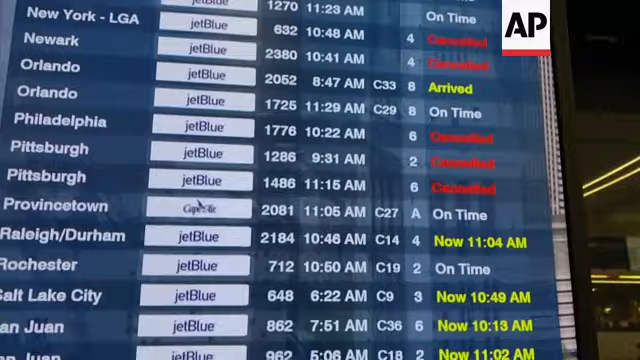 jetBlue 1270 11:23 AM On Time
New York - LGA jetBlue 632 10:48 AM 4 Cancelled
Newark jetBlue 2380 10:41 AM 4 Cancelled
Orlando jetBlue 2052 8:47 AM C33 8 Arrived
Orlando jetBlue 1725 11:29 AM C29 8 On Time
Philadelphia jetBlue 1776 10:22 AM 6 Cancelled
Pittsburgh jetBlue 1286 9:31 AM 2 Cancelled
Pittsburgh jetBlue 1486 11:15 AM 6 Cancelled
Provincetown 2081 11:05 AM C27 A On Time
Raleigh/Durham jetBlue 2184 10:46 AM C14 4 Now 11:04 AM
Rochester jetBlue 712 10:50 AM C19 2 On Time
Salt Lake City jetBlue 648 6:22 AM C9 3 Now 10:49 AM
an Juan jetBlue 862 7:51 AM C36 6 Now 10:13 AM
an Juan jetBlue 962 5:06 AM C18 2 Now 11:02 AM
AP